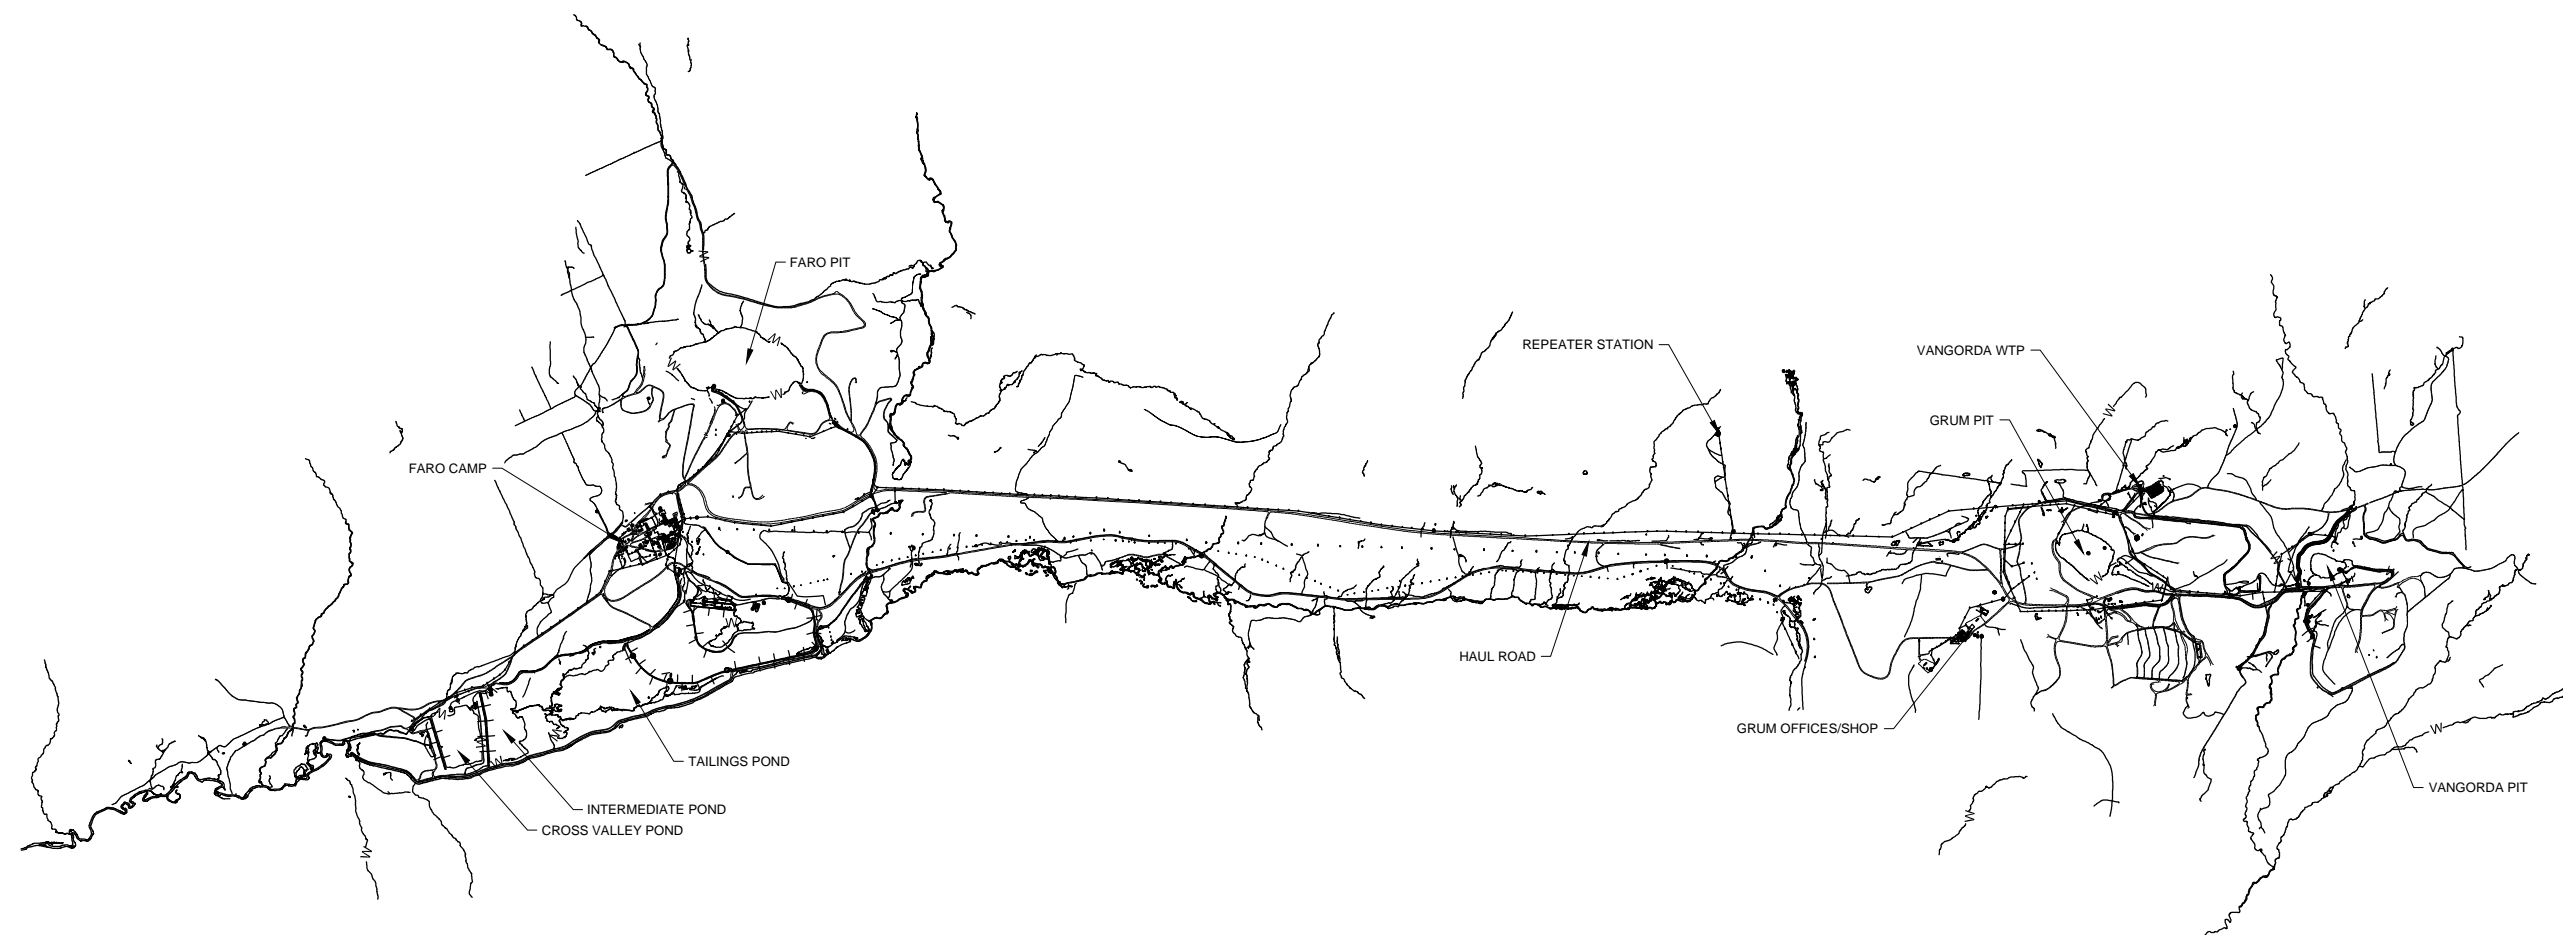 FARO PIT
REPEATER STATION
VANGORDA WTP
GRUM PIT
FARO CAMP
HAUL ROAD
GRUM OFFICES/SHOP
TAILINGS POND
VANGORDA PIT
INTERMEDIATE POND
CROSS VALLEY POND
W
W
W
W
W
W
W
W
W
W
W
W
W